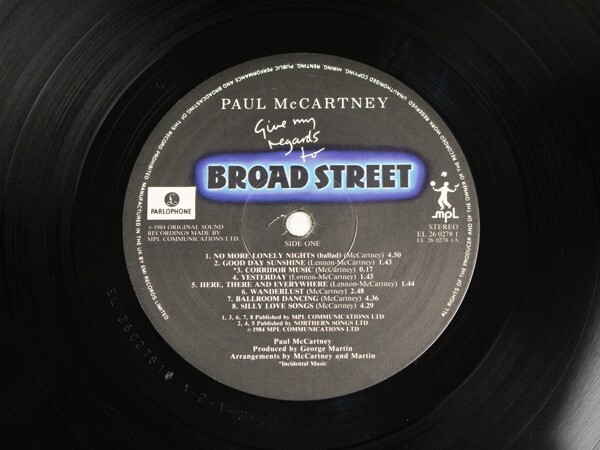 PAUL McCARTNEY
Give my
regards
to
BROAD STREET
PARLOPHONE
℗ 1984 ORIGINAL SOUND
RECORDINGS MADE BY
MPL COMMUNICATIONS LTD.
mpL
STEREO
EL 26 0278 1
EL 26 0278 1A
SIDE ONE
1. NO MORE LONELY NIGHTS (ballad) (McCartney) 4.50
2. GOOD DAY SUNSHINE (Lennon-McCartney) 1.43
*3. CORRIDOR MUSIC (McCartney) 0.17
4. YESTERDAY (Lennon-McCartney) 1.43
5. HERE, THERE AND EVERYWHERE (Lennon-McCartney) 1.44
6. WANDERLUST (McCartney) 2.48
7. BALLROOM DANCING (McCartney) 4.36
8. SILLY LOVE SONGS (McCartney) 4.29
1, 3, 6, 7, 8 Published by MPL COMMUNICATIONS LTD
2, 4, 5 Published by NORTHERN SONGS LTD
℗1984 MPL COMMUNICATIONS LTD
Paul McCartney
Produced by George Martin
Arrangements by McCartney and Martin
*Incidental Music
ALL RIGHTS OF THE PRODUCER AND OF THE OWNER OF THE RECORDED WORK RESERVED UNAUTHORISED COPYING, HIRING, RENTING, PUBLIC PERFORMANCE AND BROADCASTING OF THIS RECORD PROHIBITED MANUFACTURED IN THE UK BY EMI RECORDS LIMITED
EL 2602781